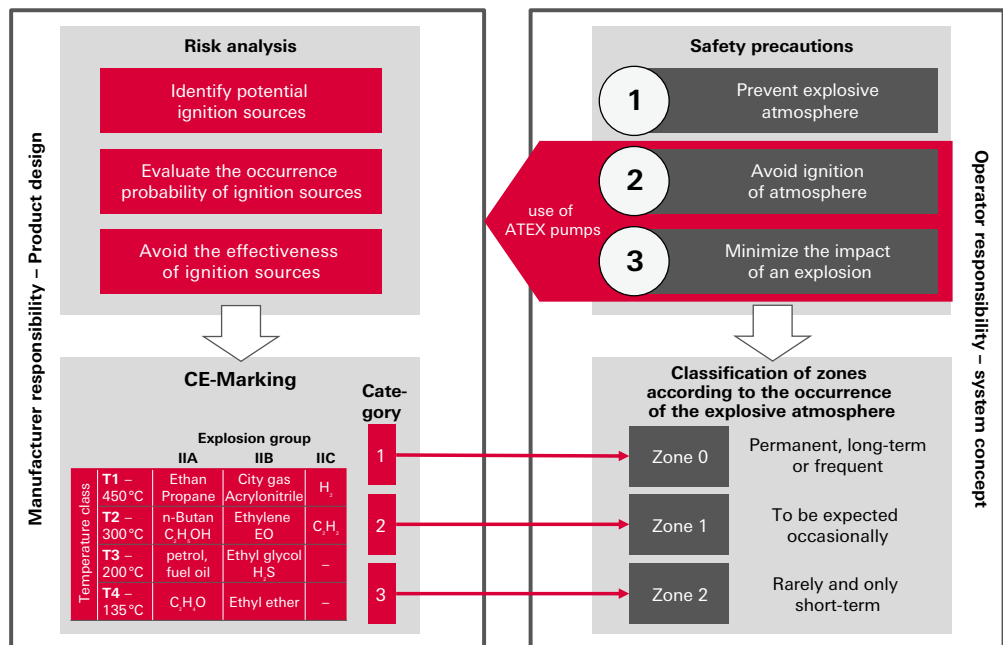 Manufacturer responsibility – Product design
Risk analysis
Identify potential
ignition sources
Evaluate the occurrence
probability of ignition sources
Avoid the effectiveness
of ignition sources
CE-Marking
Cate-
gory
Explosion group
IIA IIB IIC
Temperature class
T1 –
450 °C
Ethan
Propane
City gas
Acrylonitrile
H₂
T2 –
300 °C
n-Butan
C₂H₅OH
Ethylene
EO
C₂H₂
T3 –
200 °C
petrol,
fuel oil
Ethyl glycol
H₂S
–
T4 –
135 °C
C₂H₄O
Ethyl ether
–
1
2
3
Safety precautions
1
Prevent explosive
atmosphere
2
Avoid ignition
of atmosphere
3
Minimize the impact
of an explosion
use of
ATEX pumps
Classification of zones
according to the occurrence
of the explosive atmosphere
Zone 0
Permanent, long-term
or frequent
Zone 1
To be expected
occasionally
Zone 2
Rarely and only
short-term
Operator responsibility – system concept